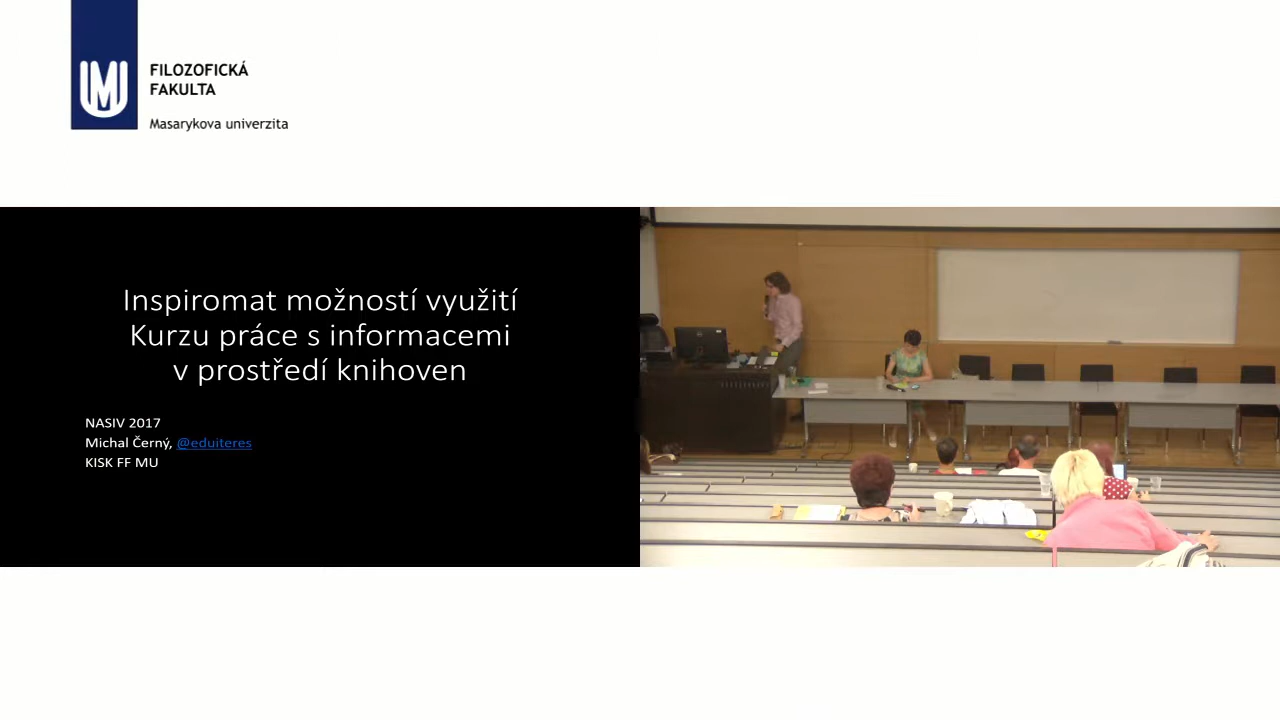 FILOZOFICKÁ
FAKULTA
Masarykova univerzita
Inspiromat možností využití
Kurzu práce s informacemi
v prostředí knihoven
NASIV 2017
Michal Černý, @eduiteres
KISK FF MU